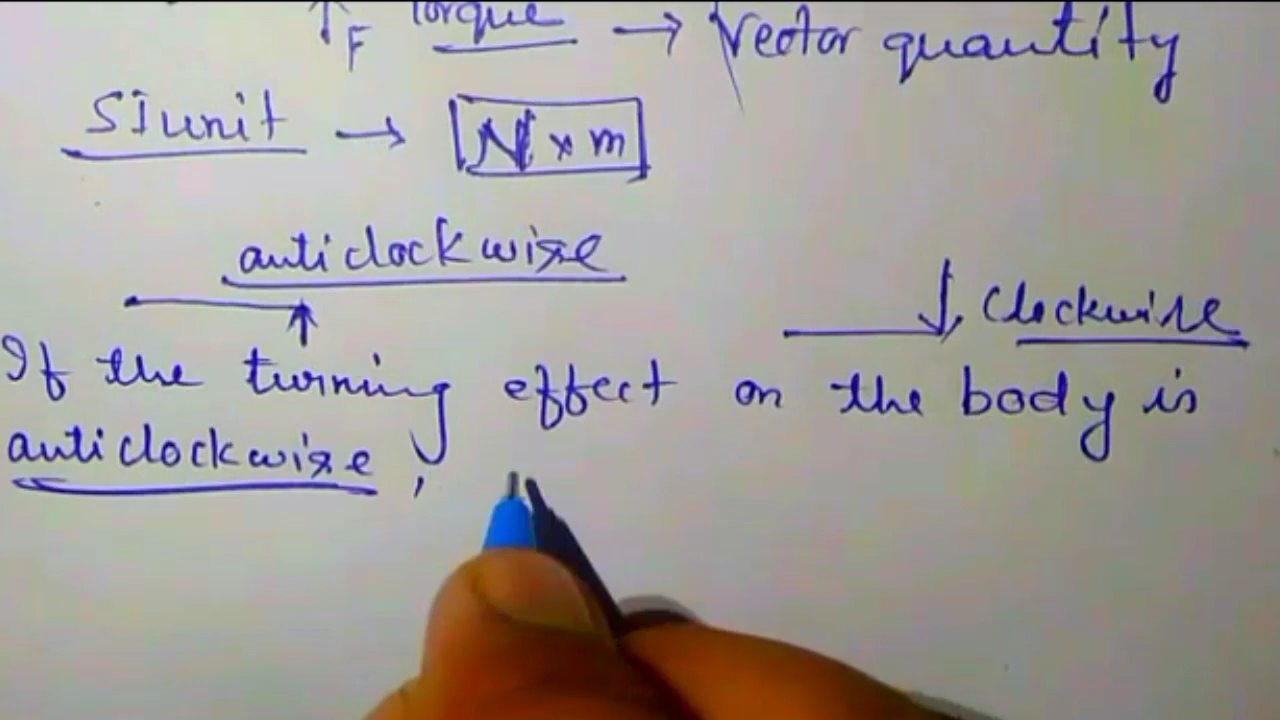 ↑F torque → Vector quantity
SI unit → N x m
anticlockwise
↓ Clockwise
If the turning effect on the body is
anticlockwise,